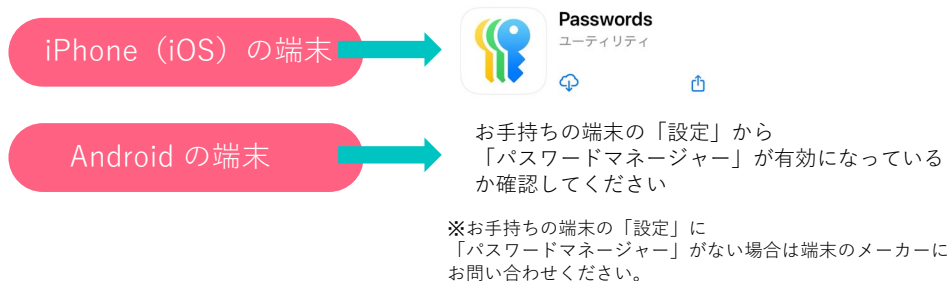 iPhone（iOS）の端末
Passwords
ユーティリティ
Android の端末
お手持ちの端末の「設定」から
「パスワードマネージャー」が有効になっている
か確認してください
※お手持ちの端末の「設定」に
「パスワードマネージャー」がない場合は端末のメーカーに
お問い合わせください。